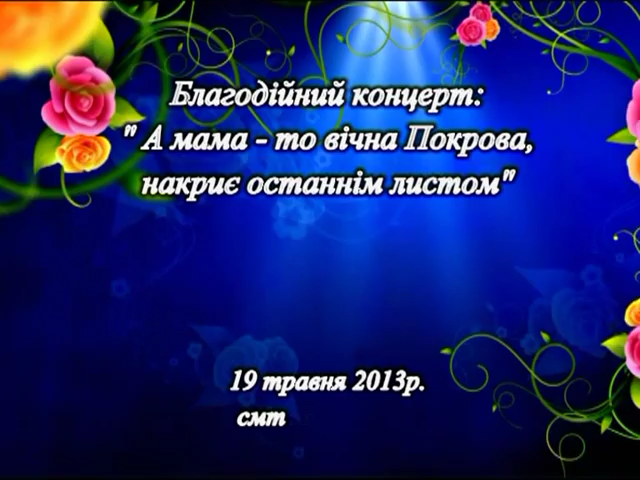 Благодійний концерт:
" А мама - то вічна Покрова,
накриє останнім листом"
19 травня 2013р.
смт